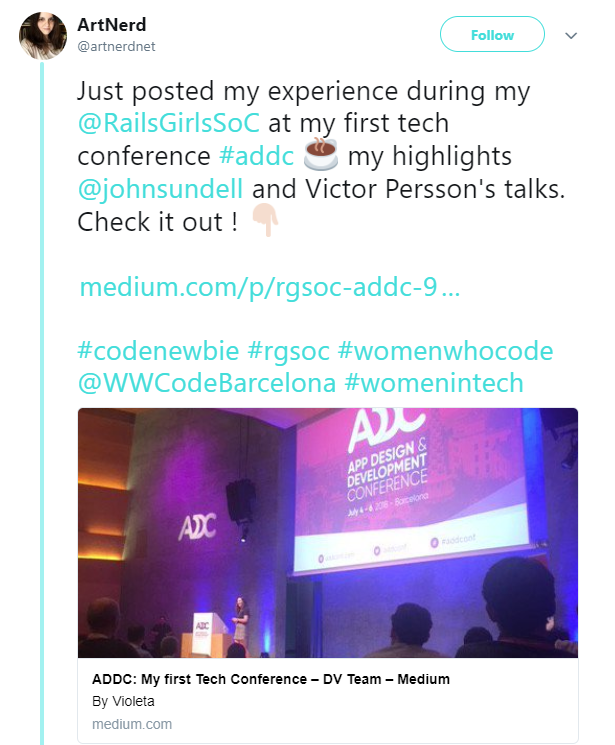 ArtNerd
@artnerdnet
Follow
Just posted my experience during my
@RailsGirlsSoC at my first tech
conference #addc ☕ my highlights
@johnsundell and Victor Persson's talks.
Check it out ! 👇🏻
medium.com/p/rgsoc-addc-9…
#codenewbie #rgsoc #womenwhocode
@WWCodeBarcelona #womenintech
ADDC
APP DESIGN &
DEVELOPMENT
CONFERENCE
July 4 - 6, 2018 - Barcelona
#addconf
ADDC
ADDC
ADDC: My first Tech Conference – DV Team – Medium
By Violeta
medium.com